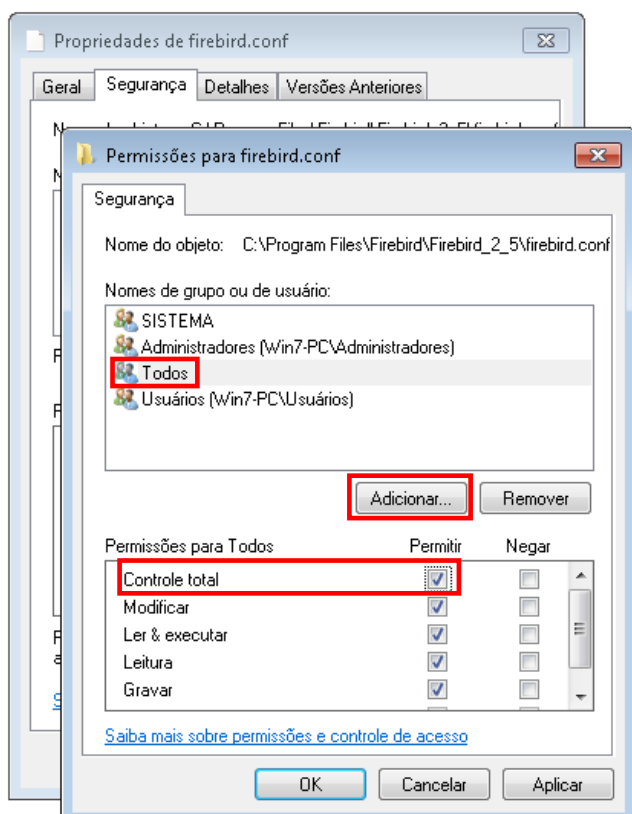 Propriedades de firebird.conf
Geral Segurança Detalhes Versões Anteriores
Permissões para firebird.conf
Segurança
Nome do objeto: C:\Program Files\Firebird\Firebird_2_5\firebird.conf
Nomes de grupo ou de usuário:
SISTEMA
Administradores (Win7-PC\Administradores)
Todos
Usuários (Win7-PC\Usuários)
Adicionar... Remover
Permissões para Todos Permitir Negar
Controle total
Modificar
Ler & executar
Leitura
Gravar
Saiba mais sobre permissões e controle de acesso
OK Cancelar Aplicar